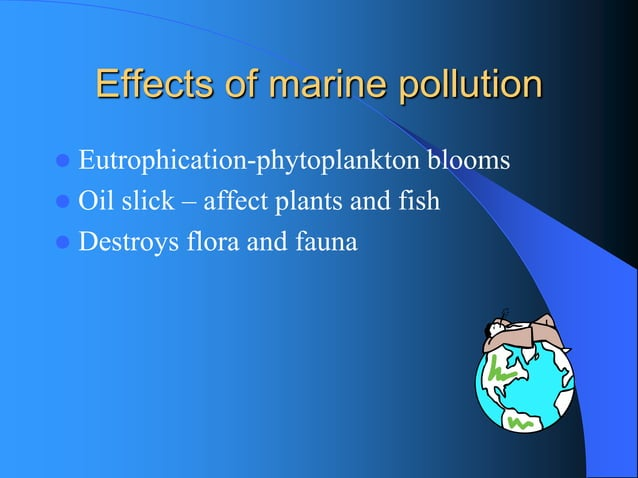 Effects of marine pollution
Eutrophication-phytoplankton blooms
Oil slick – affect plants and fish
Destroys flora and fauna